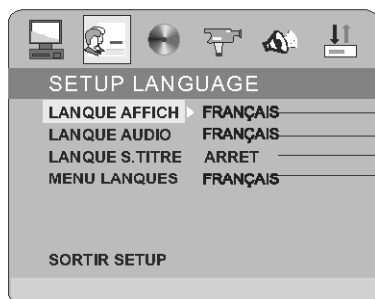 SETUP LANGUAGE
LANQUE AFFICH FRANÇAIS
LANQUE AUDIO FRANÇAIS
LANQUE S.TITRE ARRET
MENU LANQUES FRANÇAIS
SORTIR SETUP